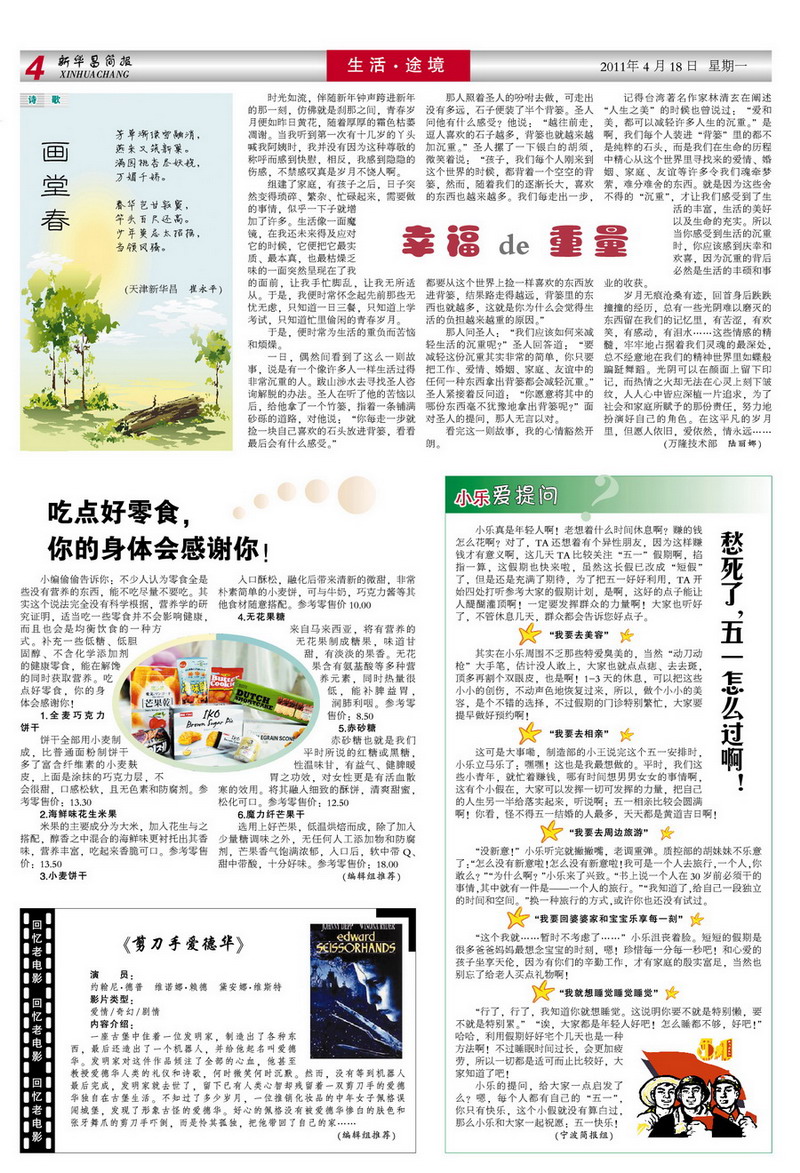 4
新华昌简报
XINHUACHANG
生活·途境
2011年4月18日 星期一
诗 歌
画堂春
芳草渐绿雪融消，
燕来又筑新巢。
满园桃杏各妖娆，
万媚千娇。
春华芭甘毅奠，
竿头百尺还高。
少年莫怠太招摇，
当领风骚。
(天津新华昌 崔永平)
幸福 de 重量
时光如流，伴随新年钟声跨进新年
的那一刻，仿佛就是刹那之间，青春岁
月便如昨日黄花，随着厚厚的霜色枯萎
凋谢。当我听到第一次有十几岁的丫头
喊我阿姨时，我并没有因为这种尊敬的
称呼而感到快慰，相反，我感到隐隐的
伤感，不禁感叹真是岁月不饶人啊。
组建了家庭，有孩子之后，日子突
然变得琐碎、繁杂、忙碌起来，需要做
的事情，似乎一下子就增
加了许多。生活像一面魔
镜，在我还未来得及应对
它的时候，它便把它最实
质、最本真，也最枯燥乏
味的一面突然呈现在了我
的面前，让我手忙脚乱，让我无所适
从。于是，我便时常怀念起先前那些无
忧无虑，只知道一日三餐，只知道上学
考试，只知道忙里偷闲的青春岁月。
于是，便时常为生活的重负而苦恼
和烦燥。
一日，偶然间看到了这么一则故
事，说是有一个像许多人一样生活过得
非常沉重的人。跋山涉水去寻找圣人咨
询解脱的办法。圣人在听了他的苦恼以
后，给他拿了一个竹篓，指着一条铺满
砂砾的道路，对他说：“你每走一步就
捡一块自己喜欢的石头放进背篓，看看
最后会有什么感受。”
那人照着圣人的吩咐去做，可走出
没有多远，石子便装了半个背篓。圣人
问他有什么感受？他说：“越往前走，
逗人喜欢的石子越多，背篓也就越来越
加沉重。”圣人摞了一下银白的胡须，
微笑着说：“孩子，我们每个人刚来到
这个世界的时候，都背着一个空空的背
篓，然而，随着我们的逐渐长大，喜欢
的东西也越来越多。我们每走出一步，
都要从这个世界上捡一样喜欢的东西放
进背篓，结果路走得越远，背篓里的东
西也就越多，这就是你为什么会觉得生
活的负担越来越重的原因。”
那人问圣人：“我们应该如何来减
轻生活的沉重呢?”圣人回答道：“要
减轻这份沉重其实非常的简单，你只要
把工作、爱情、婚姻、家庭、友谊中的
任何一种东西拿出背篓都会减轻沉重。”
圣人紧接着反问道：“你愿意将其中的
哪份东西毫不犹豫地拿出背篓呢?”面
对圣人的提问，那人无言以对。
看完这一则故事，我的心情豁然开
朗。
记得台湾著名作家林清玄在阐述
“人生之美”的时候也曾说过：“爱和
美，都可以减轻许多人生的沉重。”是
啊，我们每个人装进“背篓”里的都不
是纯粹的石头，而是我们在生命的历程
中精心从这个世界里寻找来的爱情、婚
姻、家庭、友谊等许多令我们魂牵梦
萦，难分难舍的东西。就是因为这些舍
不得的“沉重”，才让我们感受到了生
活的丰富，生活的美好
以及生命的充实。所以
当你感受到生活的沉重
时，你应该感到庆幸和
欢喜，因为沉重的背后
必然是生活的丰硕和事
业的收获。
岁月无痕沧桑有迹，回首身后跌跌
撞撞的经历，总有一些光阴难以磨灭的
东西留在我们的记忆里，有苦涩，有欢
笑，有感动，有泪水……这些情感的精
髓，牢牢地占据着我们灵魂的最深处，
总不经意地在我们的精神世界里如蝶般
蹁跹舞蹈。光阴可以在颜面上留下印
记，而热情之火却无法在心灵上刻下皱
纹，人人心中皆应深植一片追求，为了
社会和家庭所赋予的那份责任，努力地
扮演好自己的角色。在这平凡的岁月
里，但愿人依旧，爱依然，情永远……
(万隆技术部 陆丽娜)
吃点好零食，
你的身体会感谢你！
小编偷偷告诉你：不少人认为零食全是
些没有营养的东西，能不吃尽量不要吃。其
实这个说法完全没有科学根据，营养学的研
究证明，适当吃一些零食并不会影响健康，
而且也会是均衡饮食的一种方
式。补充一些低糖、低胆
固醇、不含化学添加剂
的健康零食，能在解馋
的同时获取营养。吃
点好零食，你的身
体会感谢你！
1.全麦巧克力
饼干
饼干全部用小麦制
成，比普通面粉制饼干
多了富含纤维素的小麦麸
皮，上面是涂抹的巧克力层，不
会很甜，口感松软，且无色素和防腐剂。参
考零售价：13.30
2.海鲜味花生米果
米果的主要成分为大米，加入花生与之
搭配，醇香之中混合的海鲜味更衬托出其香
味，营养丰富，吃起来香脆可口。参考零售
价：13.50
3.小麦饼干
入口酥松，融化后带来清新的微甜，非常
朴素简单的小麦饼，可与牛奶，巧克力酱等其
他食材随意搭配。参考零售价 10.00
4.无花果糖
来自马来西亚，将有营养的
无花果制成糖果，味道甘
甜，有淡淡的果香。无花
果含有氨基酸等多种营
养元素，同时热量很
低，能补脾益胃，
润肺利咽。参考零
售价：8.50
5.赤砂糖
赤砂糖也就是我们
平时所说的红糖或黑糖，
性温味甘，有益气、健脾暖
胃之功效，对女性更是有活血散
寒的效用。将其融入细致的酥饼，清爽甜蜜，
松化可口。参考零售价：12.50
6.魔力纤芒果干
选用上好芒果，低温烘焙而成，除了加入
少量糖调味之外，无任何人工添加物和防腐
剂，芒果香气饱满浓郁，入口后，软中带 Q、
甜中带酸，十分好味。参考零售价：18.00
(编辑组推荐)
芒果乾
Butter Cookies
DUTCH
IKO
Brown Sugar Pie
回忆老电影
回忆老电影
回忆老电影
《剪刀手爱德华》
演 员：
约翰尼·德普 维诺娜·赖德 黛安娜·维斯特
影片类型：
爱情/奇幻/剧情
内容介绍：
一座古堡中住着一位发明家，制造出了各种东
西，最后还造出了一个机器人，并给他起名叫爱德
华。发明家对这件作品倾注了全部的心血，他甚至
教授爱德华人类的礼仪和诗歌，何时微笑何时沉默。然而，没有等到机器人
最后完成，发明家就去世了，留下已有人类心智却残留着一双剪刀手的爱德
华独自在古堡生活。不知过了多少岁月，一位推销化妆品的中年女子佩格误
闯城堡，发现了形象古怪的爱德华。好心的佩格没有被爱德华惨白的肤色和
张牙舞爪的剪刀手吓倒，而是怜其孤独，把他带回了自己的家……
(编辑组推荐)
JOHNNY DEPP WINONA RYDER
edward
SCISSORHANDS
小乐爱提问
?
愁死了，五一怎么过啊！
小乐真是年轻人啊！老想着什么时间休息啊？赚的钱
怎么花啊？对了，TA 还想着有个异性朋友，因为这样赚
钱才有意义啊，这几天 TA 比较关注“五一”假期啊，掐
指一算，这假期也快来啦，虽然这长假已改成“短假”
了，但是还是充满了期待，为了把五一好好利用，TA 开
始四处打听参考大家的假期计划，是啊，这好的点子能让
人醍醐灌顶啊！一定要发挥群众的力量啊！大家也听好
了，不管休息几天，群众都会告诉您好点子。
“我要去美容”
其实在小乐周围不乏那些特爱臭美的，当然“动刀动
枪”大手笔，估计没人敢上，大家也就点点痣、去去斑，
顶多再割个双眼皮，也是啊！1-3 天的休息，可以把这些
小小的创伤，不动声色地恢复过来，所以，做个小小的美
容，是个不错的选择，不过假期的门诊特别繁忙，大家要
提早做好预约啊！
“我要去相亲”
这可是大事嘞，制造部的小王说完这个五一安排时，
小乐立马乐了：嘿嘿！这也是我最想做的。平时，我们这
些小青年，就忙着赚钱，哪有时间想男男女女的事情啊，
这有个小假在，大家可以发挥一切可发挥的力量，把自己
的人生另一半给落实起来，听说啊；五一相亲比较会圆满
啊！你看，怪不得五一结婚的人最多，天天都是黄道吉日啊！
“我要去周边旅游”
“没新意！”小乐听完就撇撇嘴，老调重弹。质控部的胡妹妹不乐意
了：“怎么没有新意啦！怎么没有新意啦！我可是一个人去旅行，一个人，你
敢么？”“为什么啊？”小乐来了兴致。“书上说一个人在 30 岁前必须干的
事情，其中就有一件是——一个人的旅行。”“我知道了，给自己一段独立
的时间和空间。”换一种旅行的方式，或许你也还没有试过。
“我要回婆婆家和宝宝乐享每一刻”
“这个我就……暂时不考虑了……”小乐沮丧着脸。短短的假期是
很多爸爸妈妈最想念宝宝的时刻，嗯！珍惜每一分每一秒吧！和心爱的
孩子坐享天伦，因为有你们的辛勤工作，才有家庭的殷实富足，当然也
别忘了给老人买点礼物啊！
“我就想睡觉睡觉睡觉”
“行了，行了，我知道你就想睡觉。这说明你要不就是特别懒，要
不就是特别累。”“诶，大家都是年轻人好吧！怎么睡都不够，好吧！”
哈哈，利用假期好好宅个几天也是一种
方法啊！不过睡眠时间过长，会更加疲
劳，所以一切都是适可而止比较好，大
家知道了吧！
小乐的提问，给大家一点启发了
么？嗯，每个人都有自己的“五一”，
你只有快乐，这个小假就没有算白过，
那么小乐和大家一起祝愿：五一快乐！
(宁波简报组)